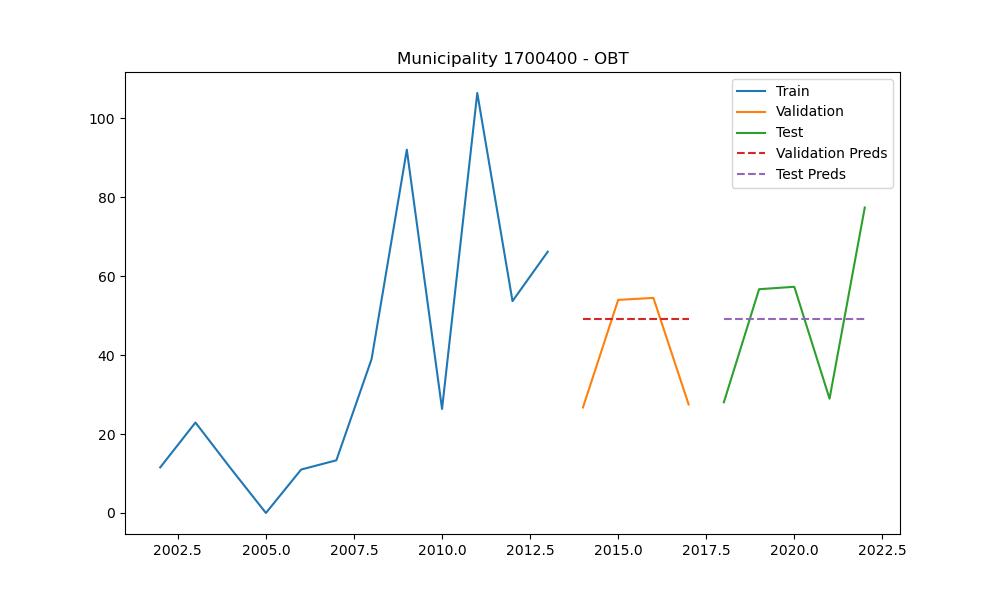 Municipality 1700400 - OBT
Train
Validation
Test
Validation Preds
Test Preds
100
80
60
40
20
0
2002.5 2005.0 2007.5 2010.0 2012.5 2015.0 2017.5 2020.0 2022.5